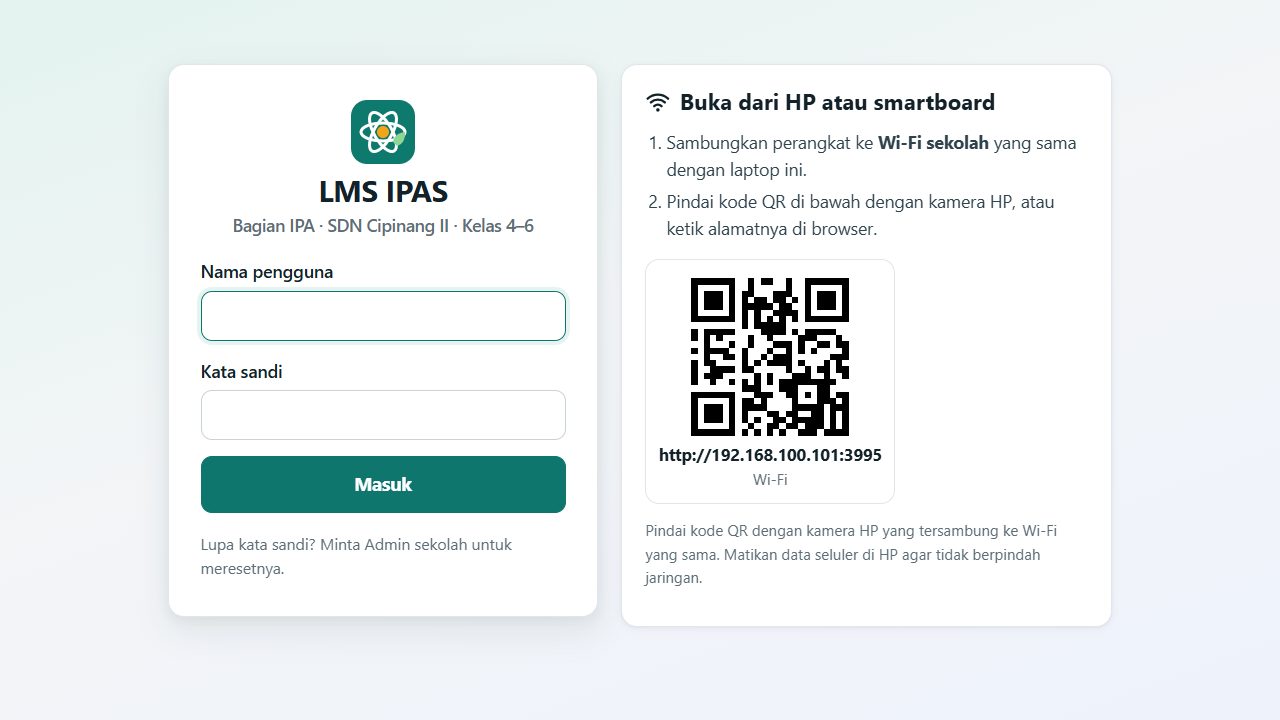 LMS IPAS
Bagian IPA · SDN Cipinang II · Kelas 4–6
Nama pengguna
Kata sandi
Masuk
Lupa kata sandi? Minta Admin sekolah untuk
meresetnya.
Buka dari HP atau smartboard
1. Sambungkan perangkat ke Wi-Fi sekolah yang sama
dengan laptop ini.
2. Pindai kode QR di bawah dengan kamera HP, atau
ketik alamatnya di browser.
http://192.168.100.101:3995
Wi-Fi
Pindai kode QR dengan kamera HP yang tersambung ke Wi-Fi
yang sama. Matikan data seluler di HP agar tidak berpindah
jaringan.